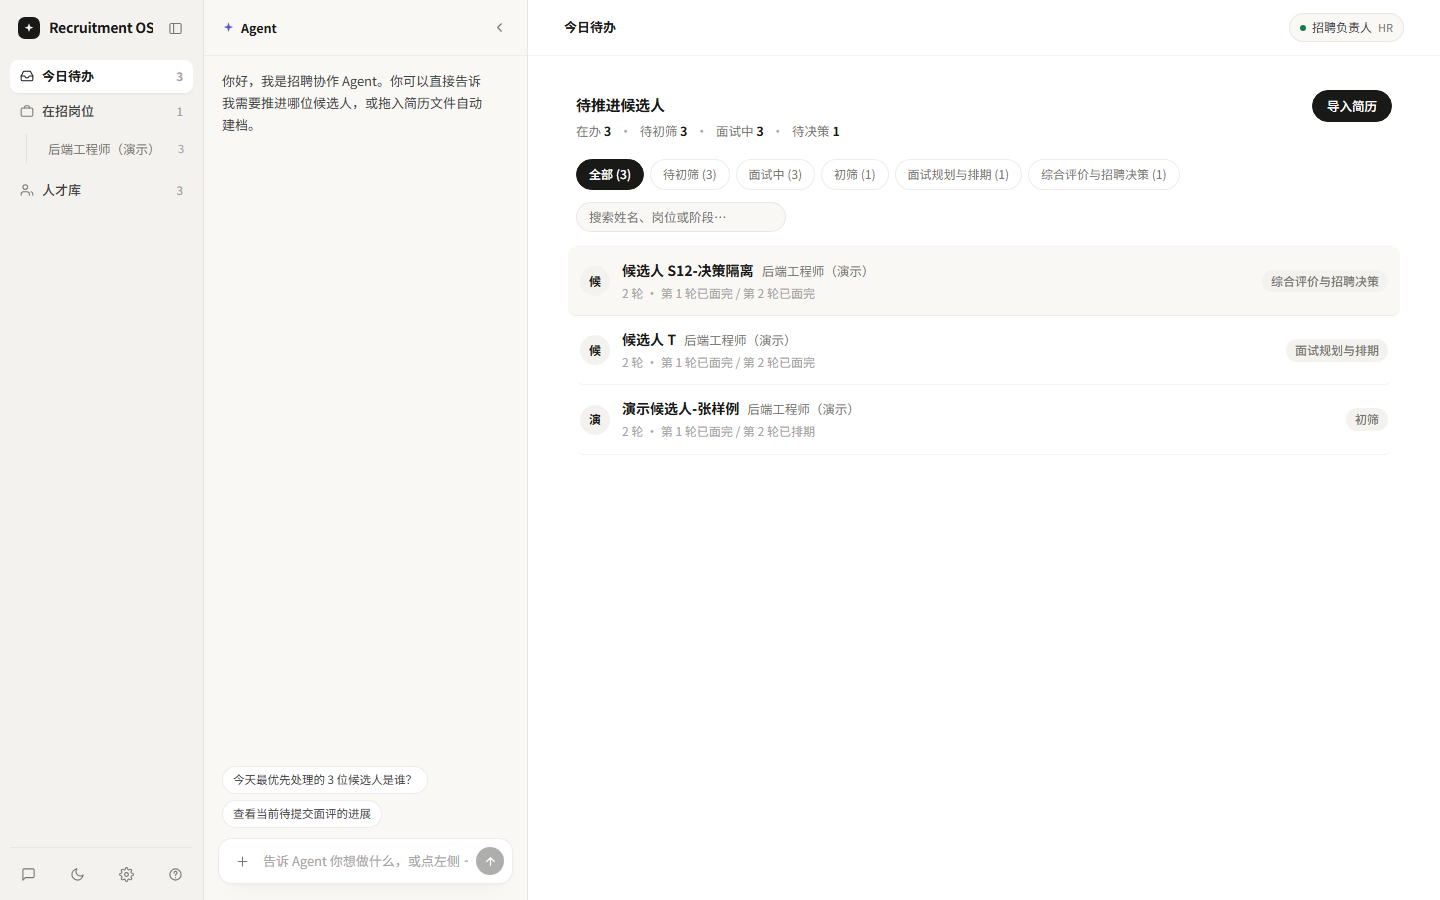 Recruitment OS
今日待办 3
在招岗位 1
后端工程师（演示） 3
人才库 3
Agent
你好，我是招聘协作 Agent。你可以直接告诉
我需要推进哪位候选人，或拖入简历文件自动
建档。
今天最优先处理的 3 位候选人是谁？
查看当前待提交面评的进展
告诉 Agent 你想做什么，或点左侧
今日待办
招聘负责人 HR
待推进候选人
导入简历
在办 3 • 待初筛 3 • 面试中 3 • 待决策 1
全部 (3) 待初筛 (3) 面试中 (3) 初筛 (1) 面试规划与排期 (1) 综合评价与招聘决策 (1)
搜索姓名、岗位或阶段…
候 候选人 S12-决策隔离 后端工程师（演示） 综合评价与招聘决策
2 轮 • 第 1 轮已面完 / 第 2 轮已面完
候 候选人 T 后端工程师（演示） 面试规划与排期
2 轮 • 第 1 轮已面完 / 第 2 轮已面完
演 演示候选人-张样例 后端工程师（演示） 初筛
2 轮 • 第 1 轮已面完 / 第 2 轮已排期